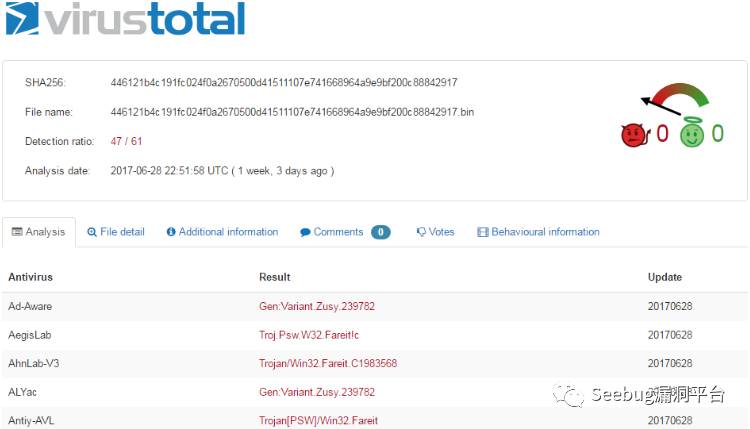 virustotal
SHA256: 446121b4c191fc024f0a2670500d41511107e741668964a9e9bf200c88842917
File name: 446121b4c191fc024f0a2670500d41511107e741668964a9e9bf200c88842917.bin
Detection ratio: 47 / 61
Analysis date: 2017-06-28 22:51:58 UTC ( 1 week, 3 days ago )
0 0
Analysis File detail Additional information Comments 0 Votes Behavioural information
Antivirus Result Update
Ad-Aware Gen:Variant.Zusy.239782 20170628
AegisLab Troj.Psw.W32.Fareit!c 20170628
AhnLab-V3 Trojan/Win32.Fareit.C1983568 20170628
ALYac Gen:Variant.Zusy.239782
Seebug漏洞平台
Antiy-AVL Trojan[PSW]/Win32.Fareit 20170628